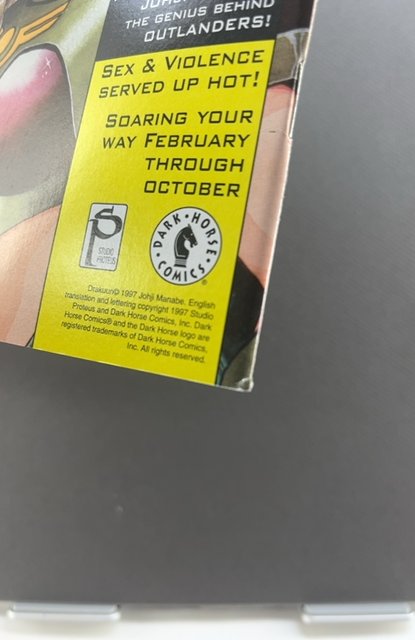 THE GENIUS BEHIND
OUTLANDERS!
SEX & VIOLENCE
SERVED UP HOT!
SOARING YOUR
WAY FEBRUARY
THROUGH
OCTOBER
SP
STUDIO
PROTEUS
DARK HORSE
COMICS
Drakuun© 1997 Johji Manabe. English
translation and lettering copyright 1997 Studio
Proteus and Dark Horse Comics, Inc. Dark
Horse Comics® and the Dark Horse logo are
registered trademarks of Dark Horse Comics,
Inc. All rights reserved.